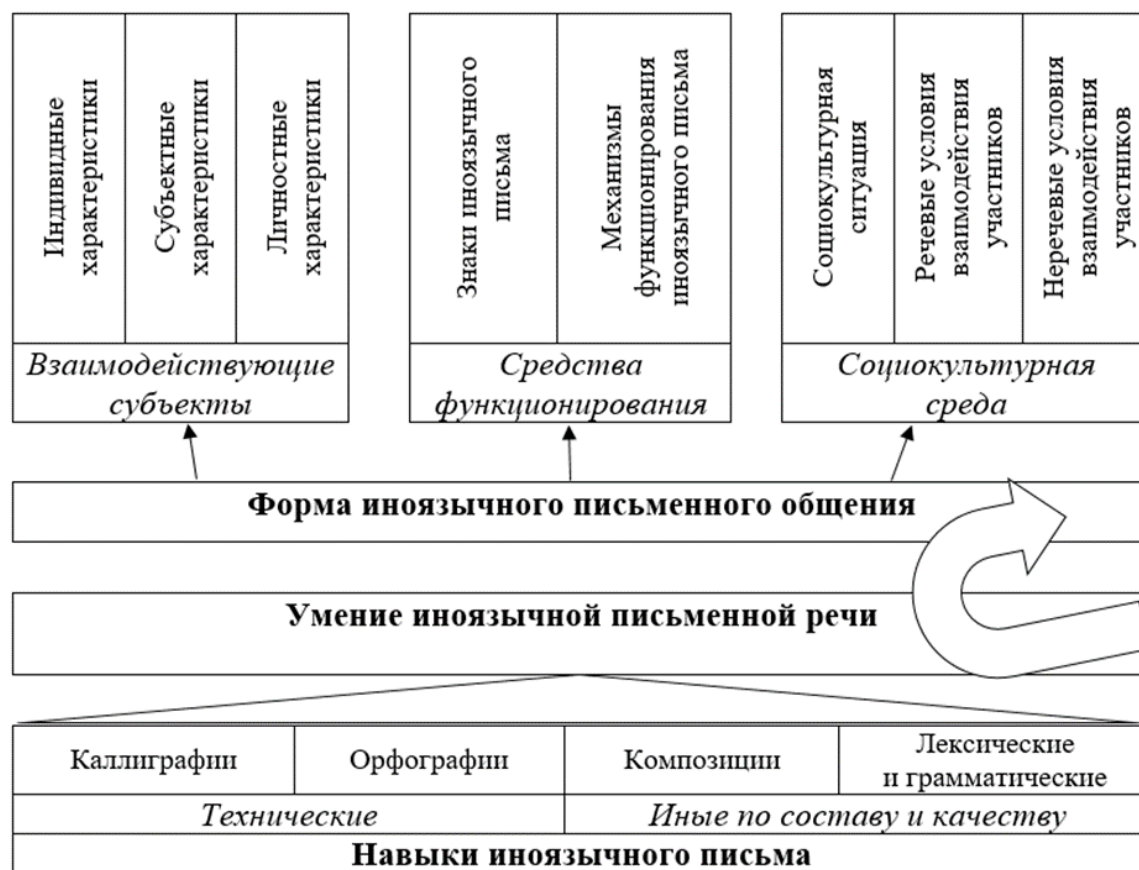 Индивидные
характеристики
Субъектные
характеристики
Личностные
характеристики
Взаимодействующие
субъекты
Знаки иноязычного
письма
Механизмы
функционирования
иноязычного письма
Средства
функционирования
Социокультурная
ситуация
Речевые условия
взаимодействия
участников
Неречевые условия
взаимодействия
участников
Социокультурная
среда
Форма иноязычного письменного общения
Умение иноязычной письменной речи
Каллиграфии
Орфографии
Композиции
Лексические
и грамматические
Технические
Иные по составу и качеству
Навыки иноязычного письма